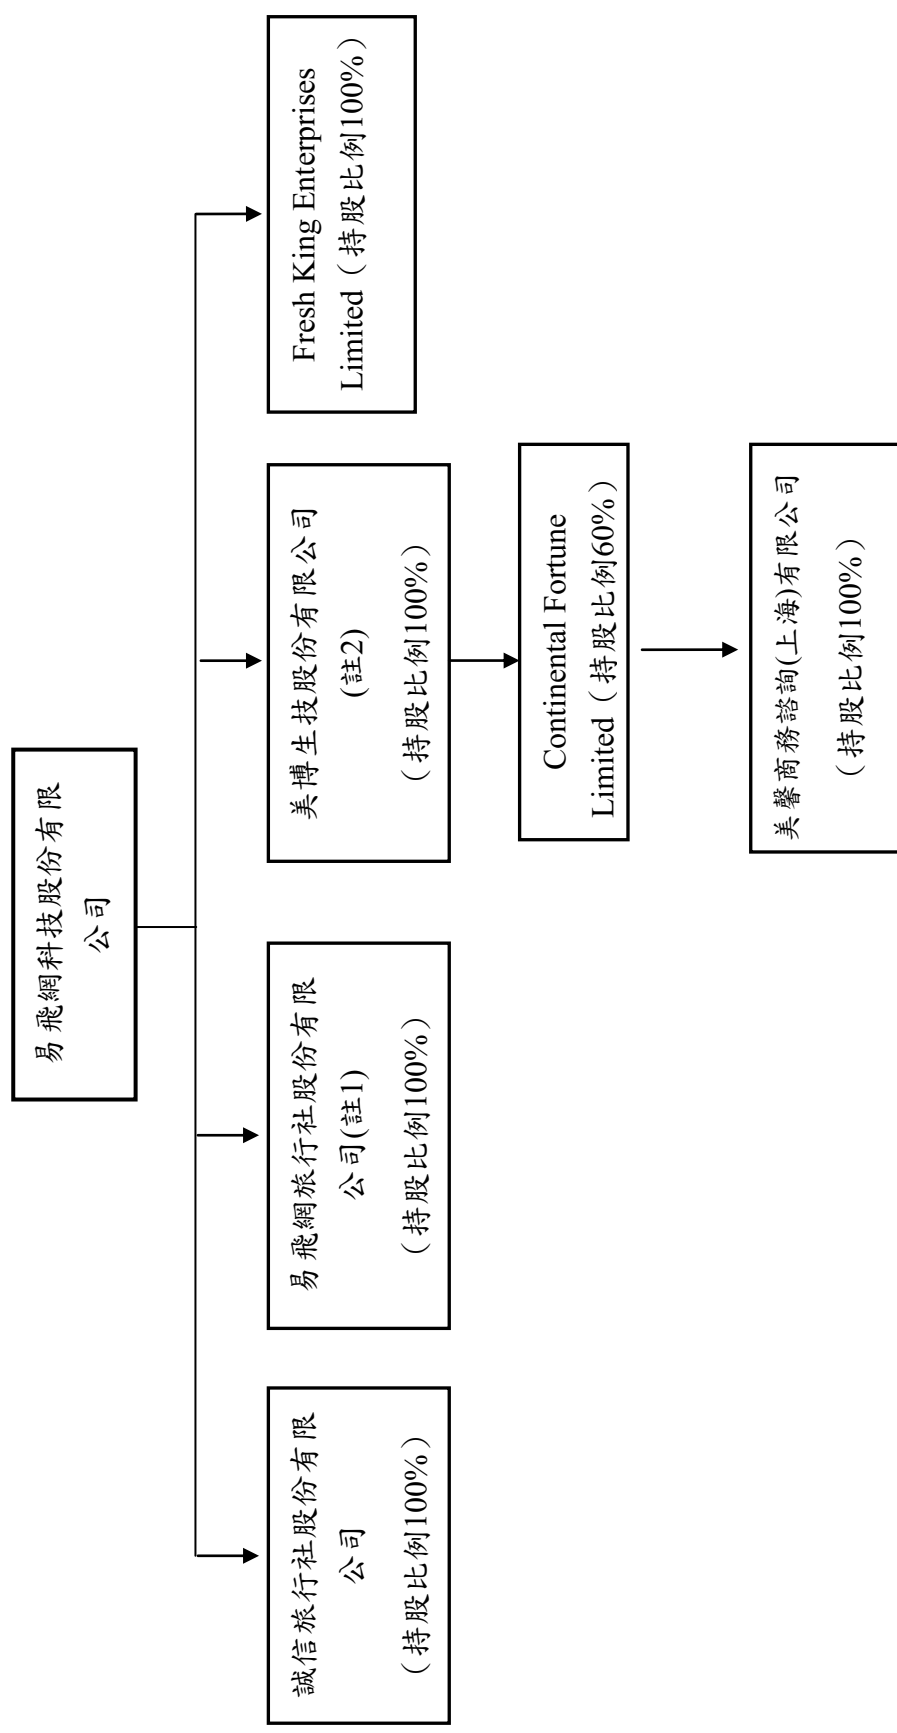 易飛網科技股份有限
公司
誠信旅行社股份有限
公司
（持股比例100%）
易飛網旅行社股份有限
公司(註1)
（持股比例100%）
美博生技股份有限公司
(註2)
（持股比例100%）
Fresh King Enterprises
Limited（持股比例100%）
Continental Fortune
Limited（持股比例60%）
美馨商務諮詢(上海)有限公司
（持股比例100%）